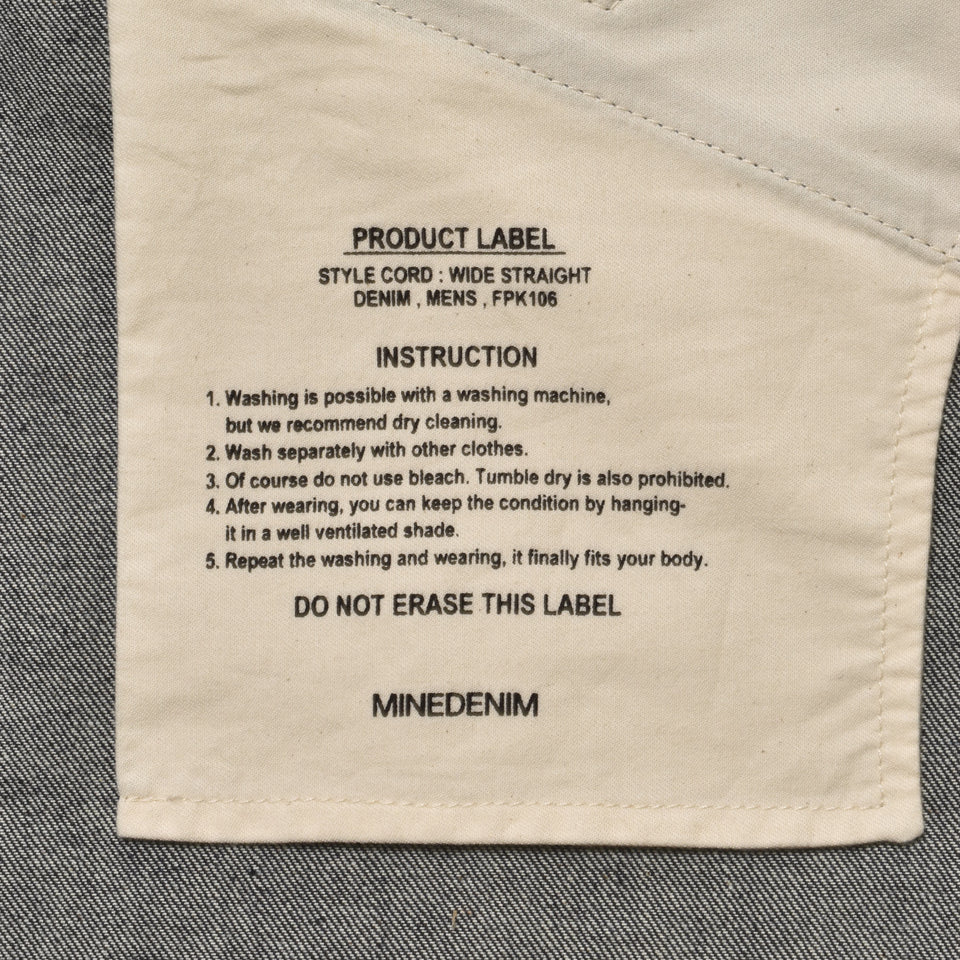 PRODUCT LABEL
STYLE CORD : WIDE STRAIGHT
DENIM , MENS , FPK106
INSTRUCTION
1. Washing is possible with a washing machine,
but we recommend dry cleaning.
2. Wash separately with other clothes.
3. Of course do not use bleach. Tumble dry is also prohibited.
4. After wearing, you can keep the condition by hanging-
it in a well ventilated shade.
5. Repeat the washing and wearing, it finally fits your body.
DO NOT ERASE THIS LABEL
MINEDENIM